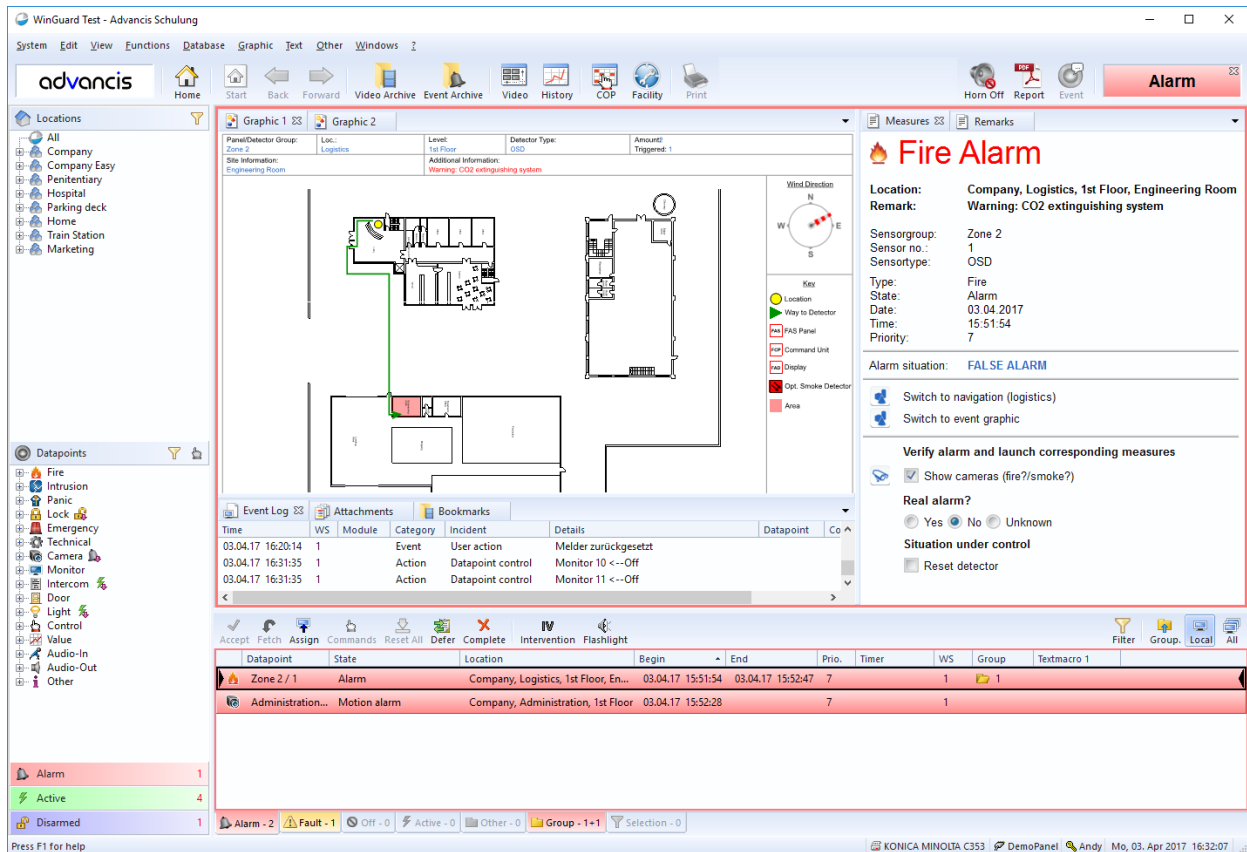 WinGuard Test - Advancis Schulung
System Edit View Functions Database Graphic Text Other Windows ?
advancis
Home Start Back Forward Video Archive Event Archive Video History COP Facility Print Horn Off Report Event
PDF
Alarm
Locations
All
Company
Company Easy
Penitentiary
Hospital
Parking deck
Home
Train Station
Marketing
Datapoints
Fire
Intrusion
Panic
Lock
Emergency
Technical
Camera
Monitor
Intercom
Door
Light
Control
Value
Audio-In
Audio-Out
Other
Alarm 1
Active 4
Disarmed 1
Graphic 1 Graphic 2
Panel/Detector Group: Loc.: Level: Detector Type: Amount!!
Zone 2 Logistics 1st Floor OSD Triggered: 1
Site Information: Additional Information:
Engineering Room Warning: CO2 extinguishing system
Wind Direction
N
W E
S
Key
Location
Way to Detector
FAS FAS Panel
FCP Command Unit
FAD Display
Opt. Smoke Detector
Area
Event Log Attachments Bookmarks
Time WS Module Category Incident Details Datapoint Co
03.04.17 16:20:14 1 Event User action Melder zurückgesetzt
03.04.17 16:31:35 1 Action Datapoint control Monitor 10 <--Off
03.04.17 16:31:35 1 Action Datapoint control Monitor 11 <--Off
Measures Remarks
Fire Alarm
Location: Company, Logistics, 1st Floor, Engineering Room
Remark: Warning: CO2 extinguishing system
Sensorgroup: Zone 2
Sensor no.: 1
Sensortype: OSD
Type: Fire
State: Alarm
Date: 03.04.2017
Time: 15:51:54
Priority: 7
Alarm situation: FALSE ALARM
Switch to navigation (logistics)
Switch to event graphic
Verify alarm and launch corresponding measures
Show cameras (fire?/smoke?)
Real alarm?
Yes No Unknown
Situation under control
Reset detector
Accept Fetch Assign Commands Reset All Defer Complete Intervention Flashlight Filter Group. Local All
IV
Datapoint State Location Begin End Prio. Timer WS Group Textmacro 1
Zone 2 / 1 Alarm Company, Logistics, 1st Floor, En... 03.04.17 15:51:54 03.04.17 15:52:47 7 1 1
Administration... Motion alarm Company, Administration, 1st Floor 03.04.17 15:52:28 7 1
Alarm - 2 Fault - 1 Off - 0 Active - 0 Other - 0 Group - 1+1 Selection - 0
Press F1 for help
KONICA MINOLTA C353 DemoPanel Andy Mo, 03. Apr 2017 16:32:07